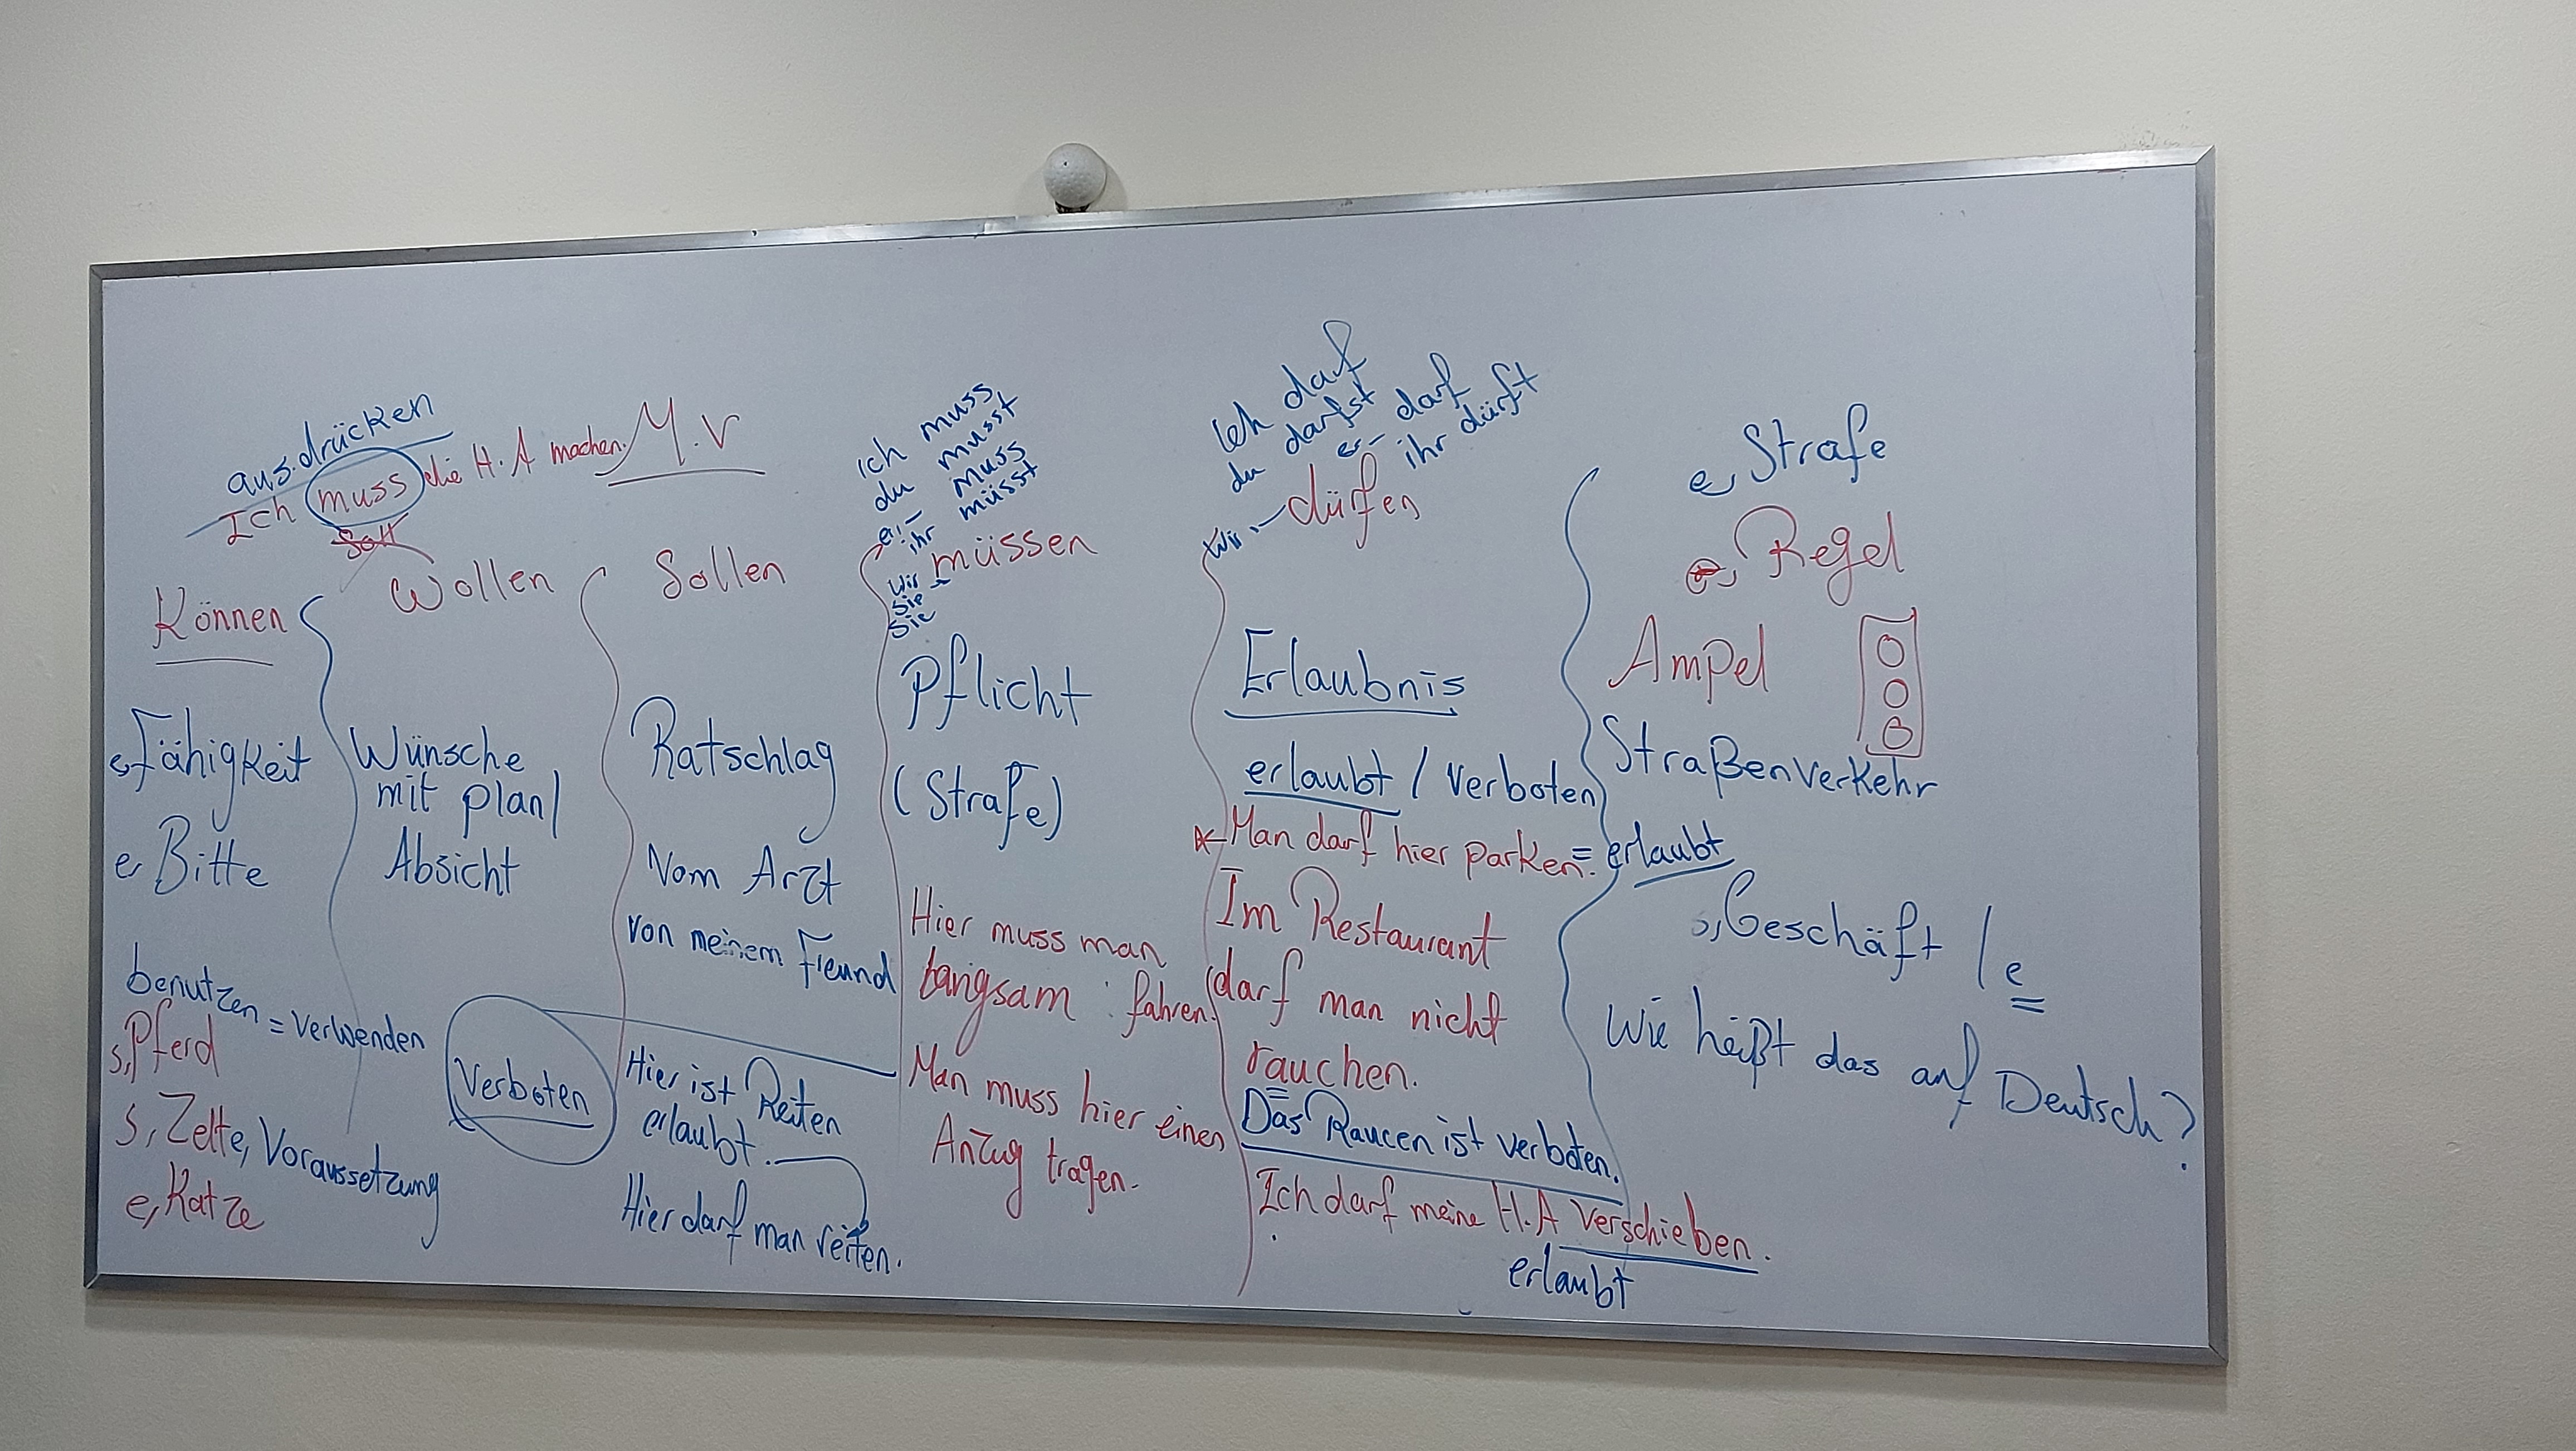 aus.drücken
Ich muss die H.A machen.
soll
M.V
Können
e, Fähigkeit
e, Bitte
benutzen = verwenden
s, Pferd
s, Zelte, Voraussetzung
e, Katze
Wollen
Wünsche
mit plan/
Absicht
Verboten
Sollen
Ratschlag
Vom Arzt
von meinem Freund
Hier ist Reiten
erlaubt.
Hier darf man reiten.
ich muss
du musst
er.- muss
ihr müsst
müssen
wir
sie
Sie
Pflicht
(Strafe)
Hier muss man
langsam fahren.
Man muss hier einen
Anzug tragen.
Ich darf
du darfst
er- darf
ihr dürft
wir - dürfen
Erlaubnis
erlaubt / verboten
Man darf hier parken. = erlaubt
Im Restaurant
darf man nicht
rauchen.
=
Das Raucen ist verboten.
Ich darf meine H.A verschieben.
erlaubt
e, Strafe
e, Regel
Ampel
Straßenverkehr
s, Geschäft / e
Wie heißt das auf Deutsch?